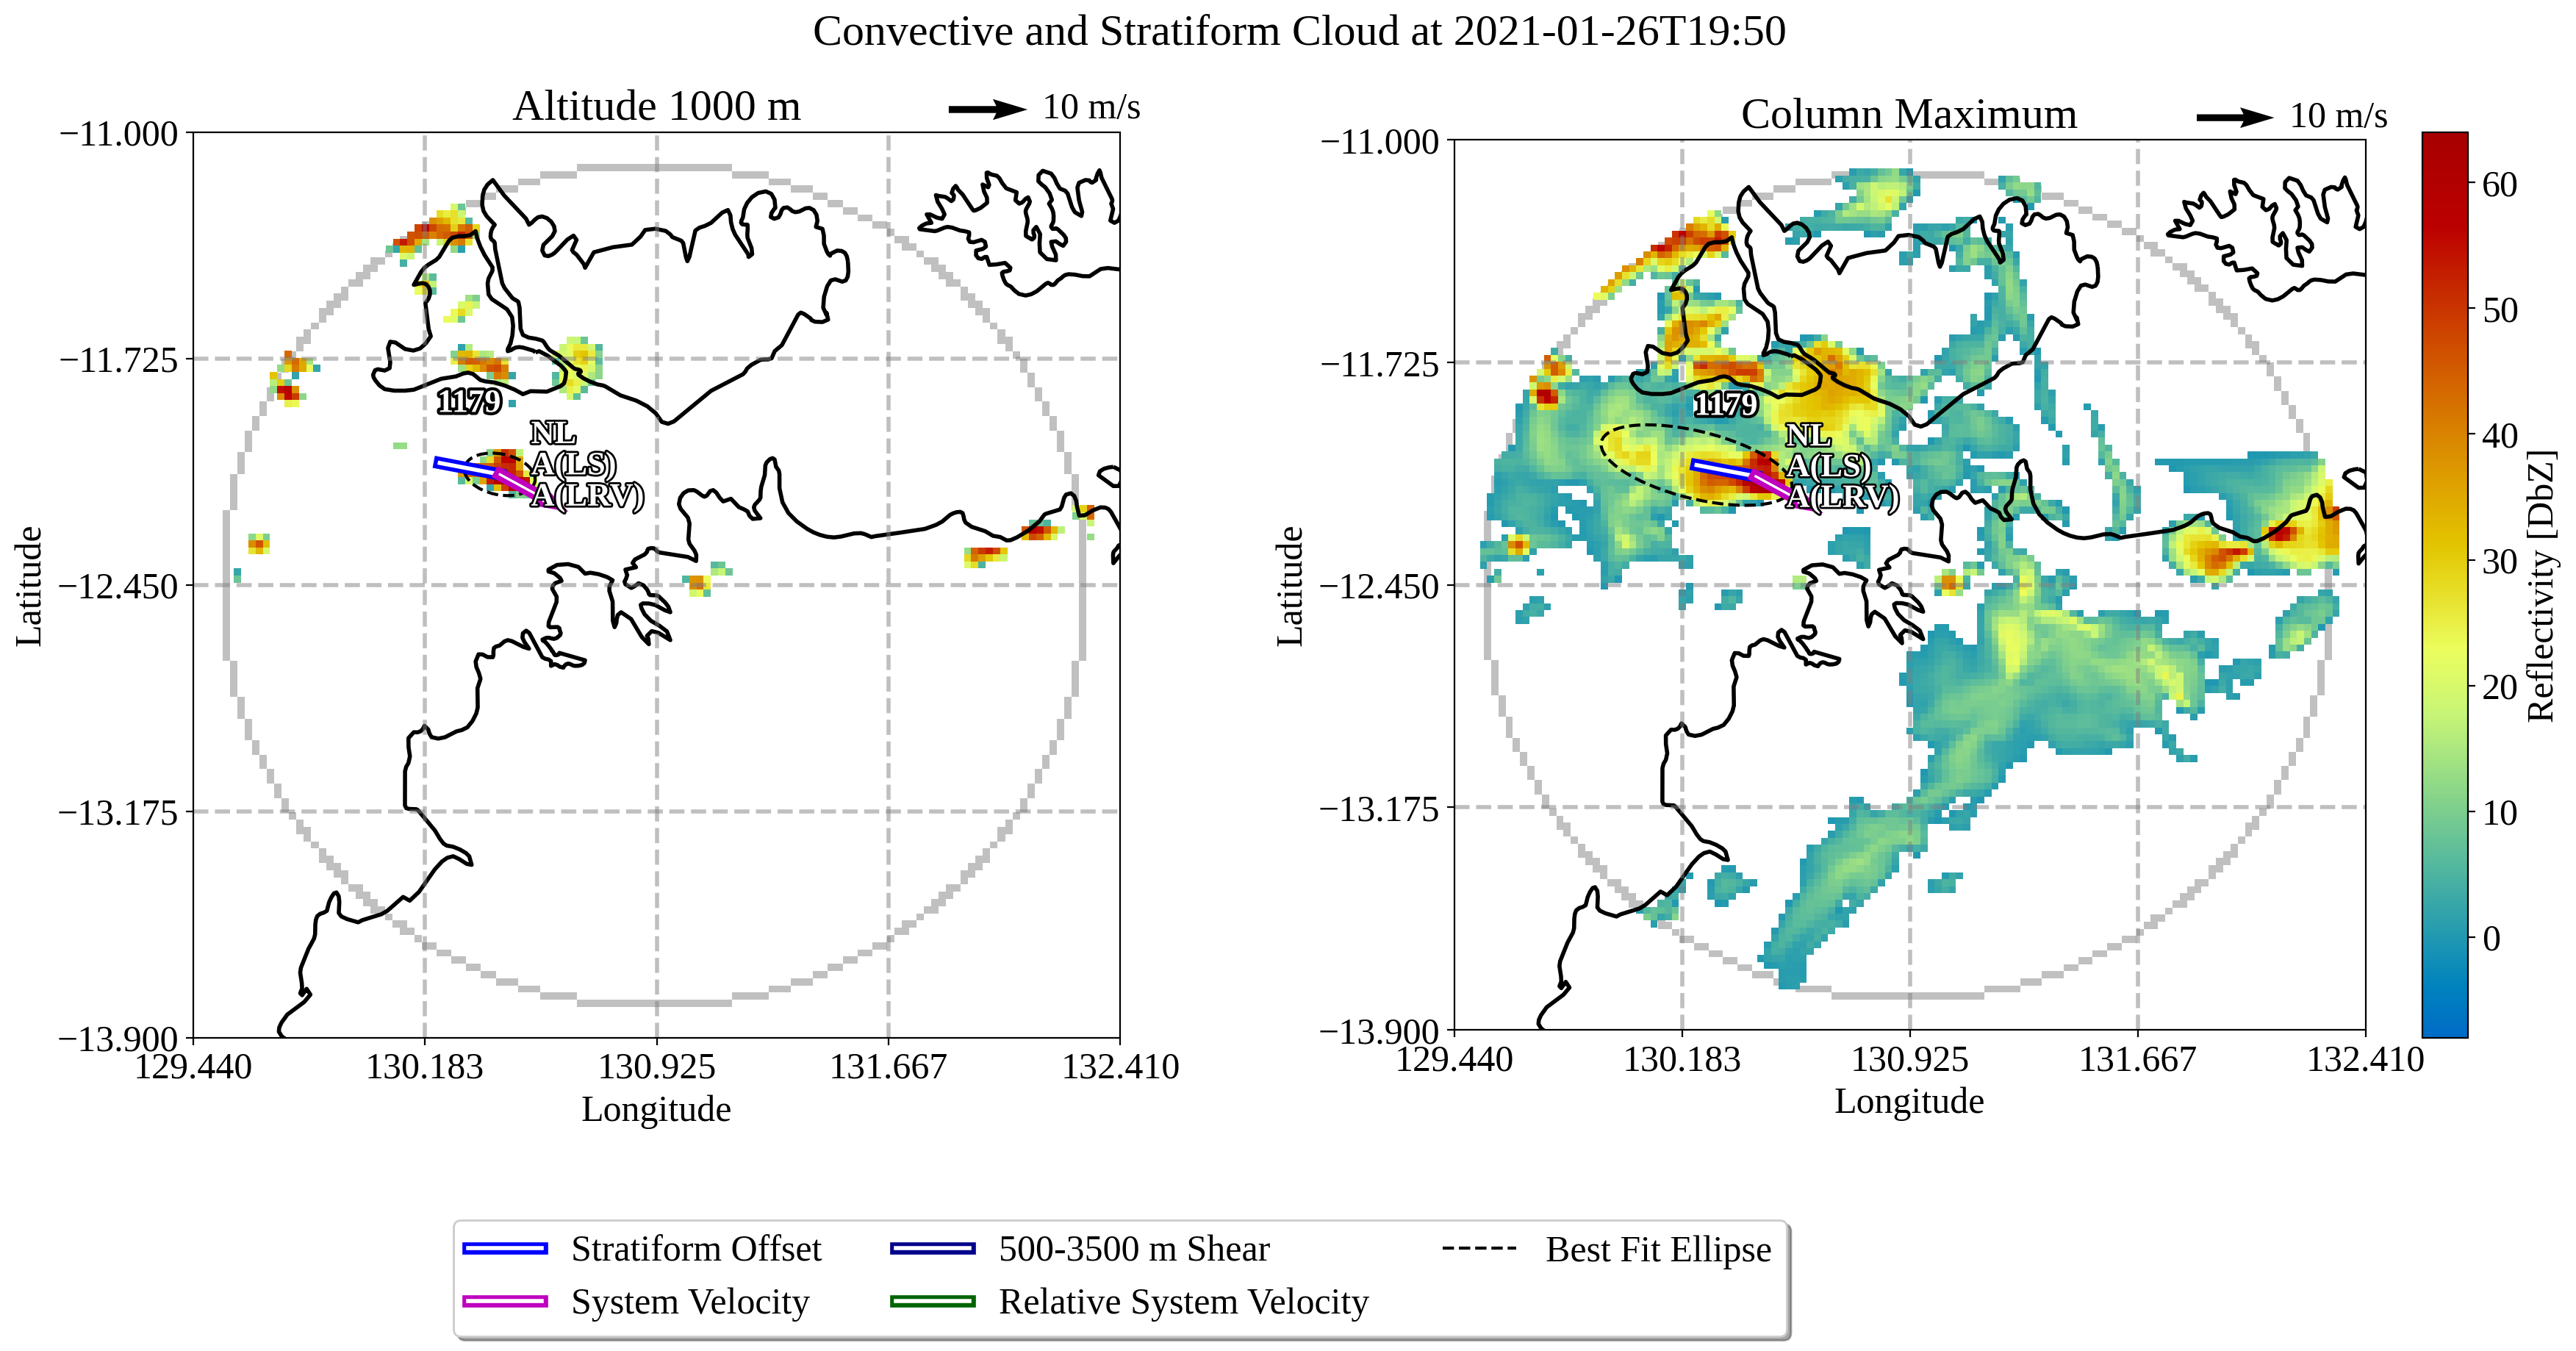 Convective and Stratiform Cloud at 2021-01-26T19:50
Altitude 1000 m
10 m/s
−11.000
−11.725
−12.450
−13.175
−13.900
129.440
130.183
130.925
131.667
132.410
Latitude
Longitude
1179
NL
A(LS)
A(LRV)
Column Maximum
10 m/s
−11.000
−11.725
−12.450
−13.175
−13.900
129.440
130.183
130.925
131.667
132.410
Latitude
Longitude
1179
NL
A(LS)
A(LRV)
60
50
40
30
20
10
0
Reflectivity [DbZ]
Stratiform Offset
System Velocity
500-3500 m Shear
Relative System Velocity
Best Fit Ellipse